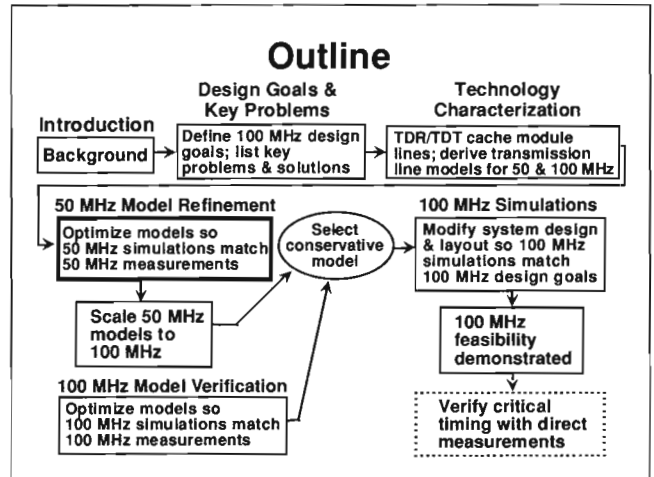 Outline
Introduction
Background
Design Goals &
Key Problems
Define 100 MHz design
goals; list key
problems & solutions
Technology
Characterization
TDR/TDT cache module
lines; derive transmission
line models for 50 & 100 MHz
50 MHz Model Refinement
Optimize models so
50 MHz simulations match
50 MHz measurements
Scale 50 MHz
models to
100 MHz
100 MHz Model Verification
Optimize models so
100 MHz simulations match
100 MHz measurements
Select
conservative
model
100 MHz Simulations
Modify system design
& layout so 100 MHz
simulations match
100 MHz design goals
100 MHz
feasibility
demonstrated
Verify critical
timing with direct
measurements